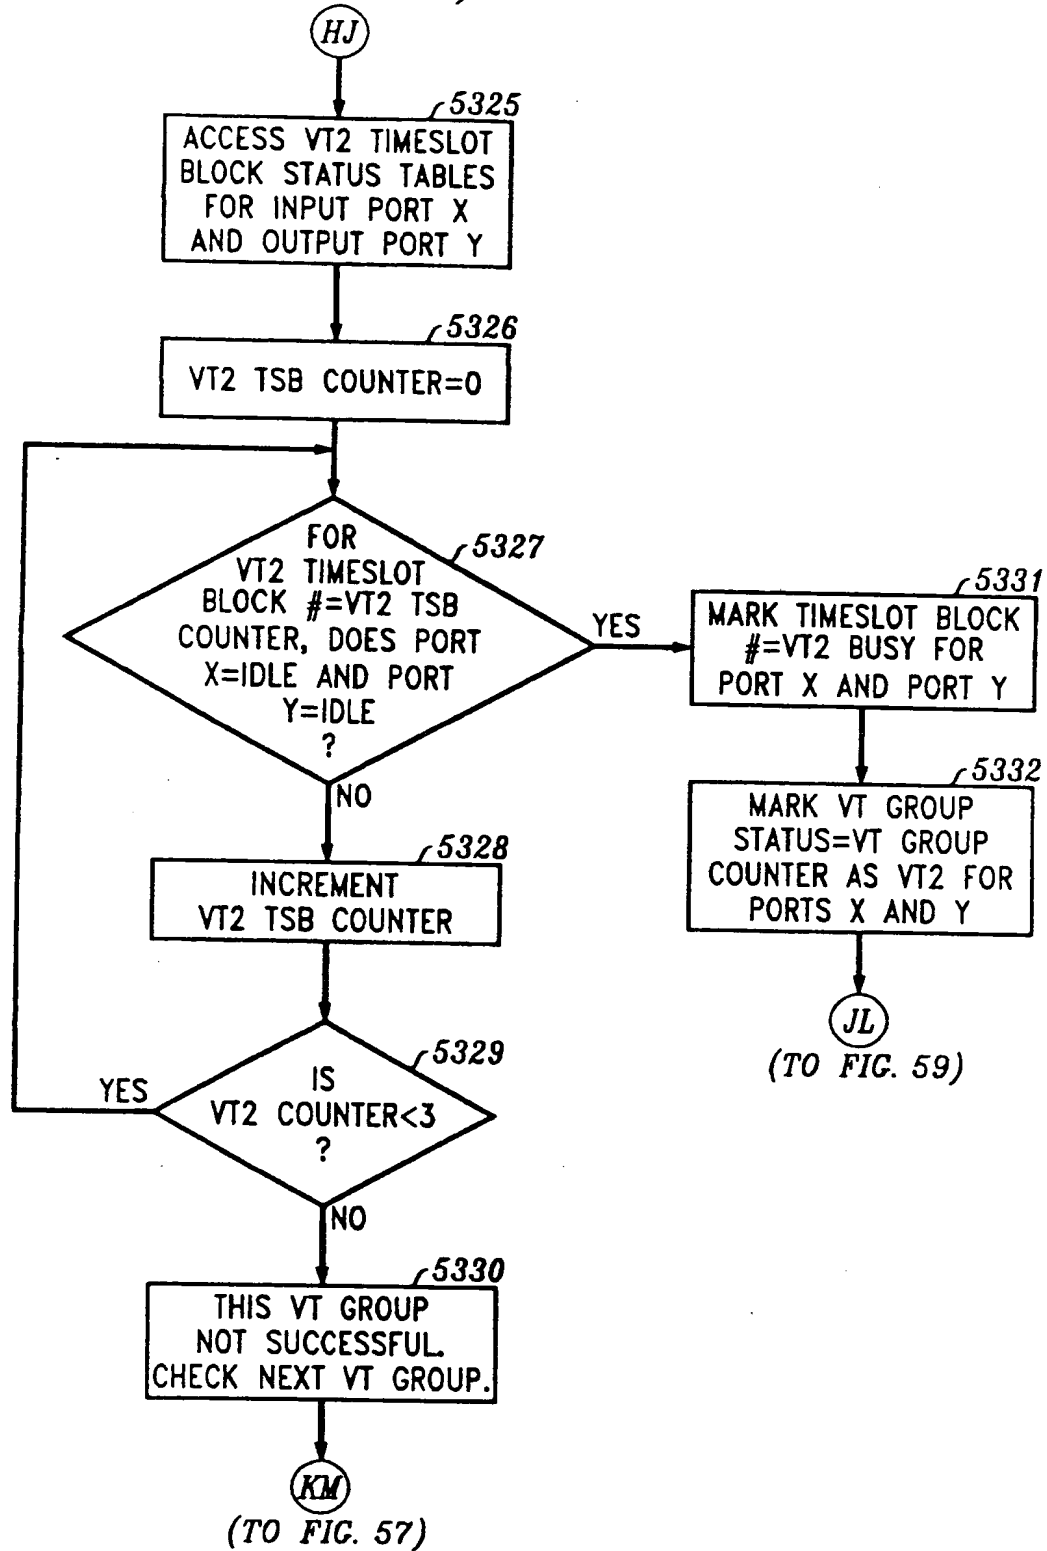 HJ
5325
ACCESS VT2 TIMESLOT
BLOCK STATUS TABLES
FOR INPUT PORT X
AND OUTPUT PORT Y
5326
VT2 TSB COUNTER=0
5327
FOR
VT2 TIMESLOT
BLOCK #=VT2 TSB
COUNTER, DOES PORT
X=IDLE AND PORT
Y=IDLE
?
YES
5331
MARK TIMESLOT BLOCK
#=VT2 BUSY FOR
PORT X AND PORT Y
5332
MARK VT GROUP
STATUS=VT GROUP
COUNTER AS VT2 FOR
PORTS X AND Y
JL
(TO FIG. 59)
NO
5328
INCREMENT
VT2 TSB COUNTER
5329
IS
VT2 COUNTER<3
?
YES
NO
5330
THIS VT GROUP
NOT SUCCESSFUL.
CHECK NEXT VT GROUP.
KM
(TO FIG. 57)